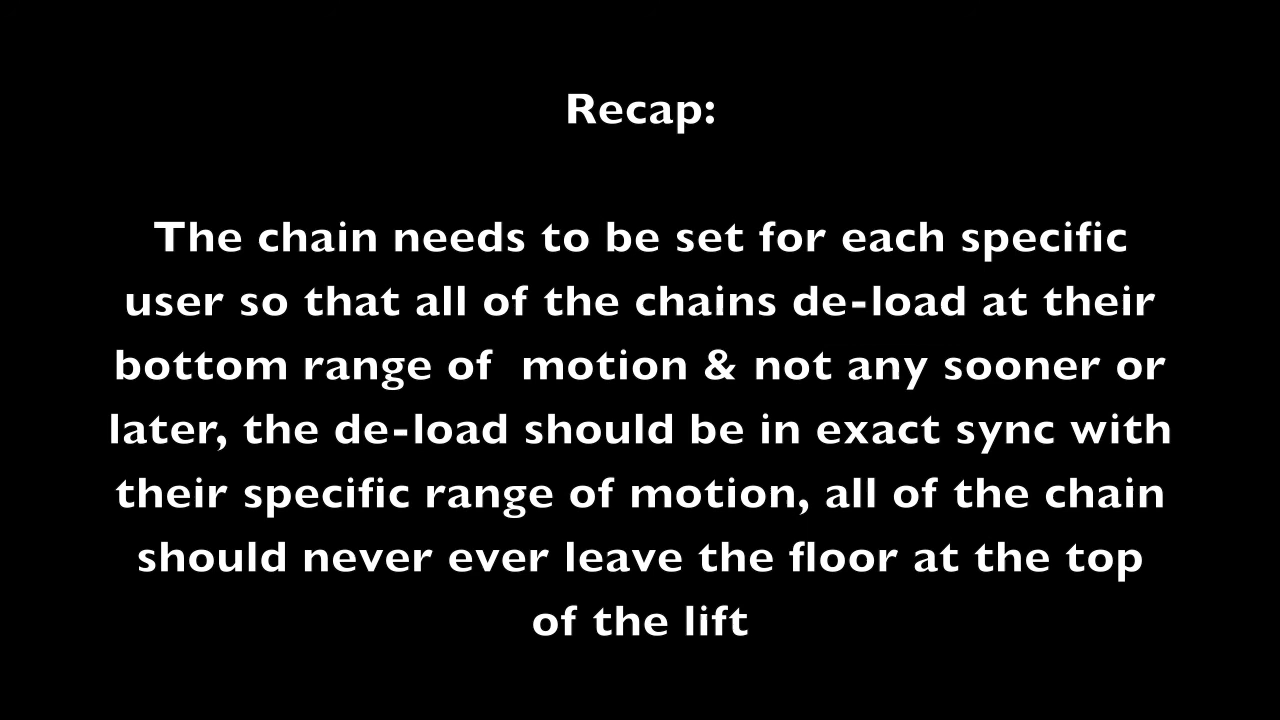 Recap:
The chain needs to be set for each specific
user so that all of the chains de-load at their
bottom range of  motion & not any sooner or
later, the de-load should be in exact sync with
their specific range of motion, all of the chain
should never ever leave the floor at the top
of the lift